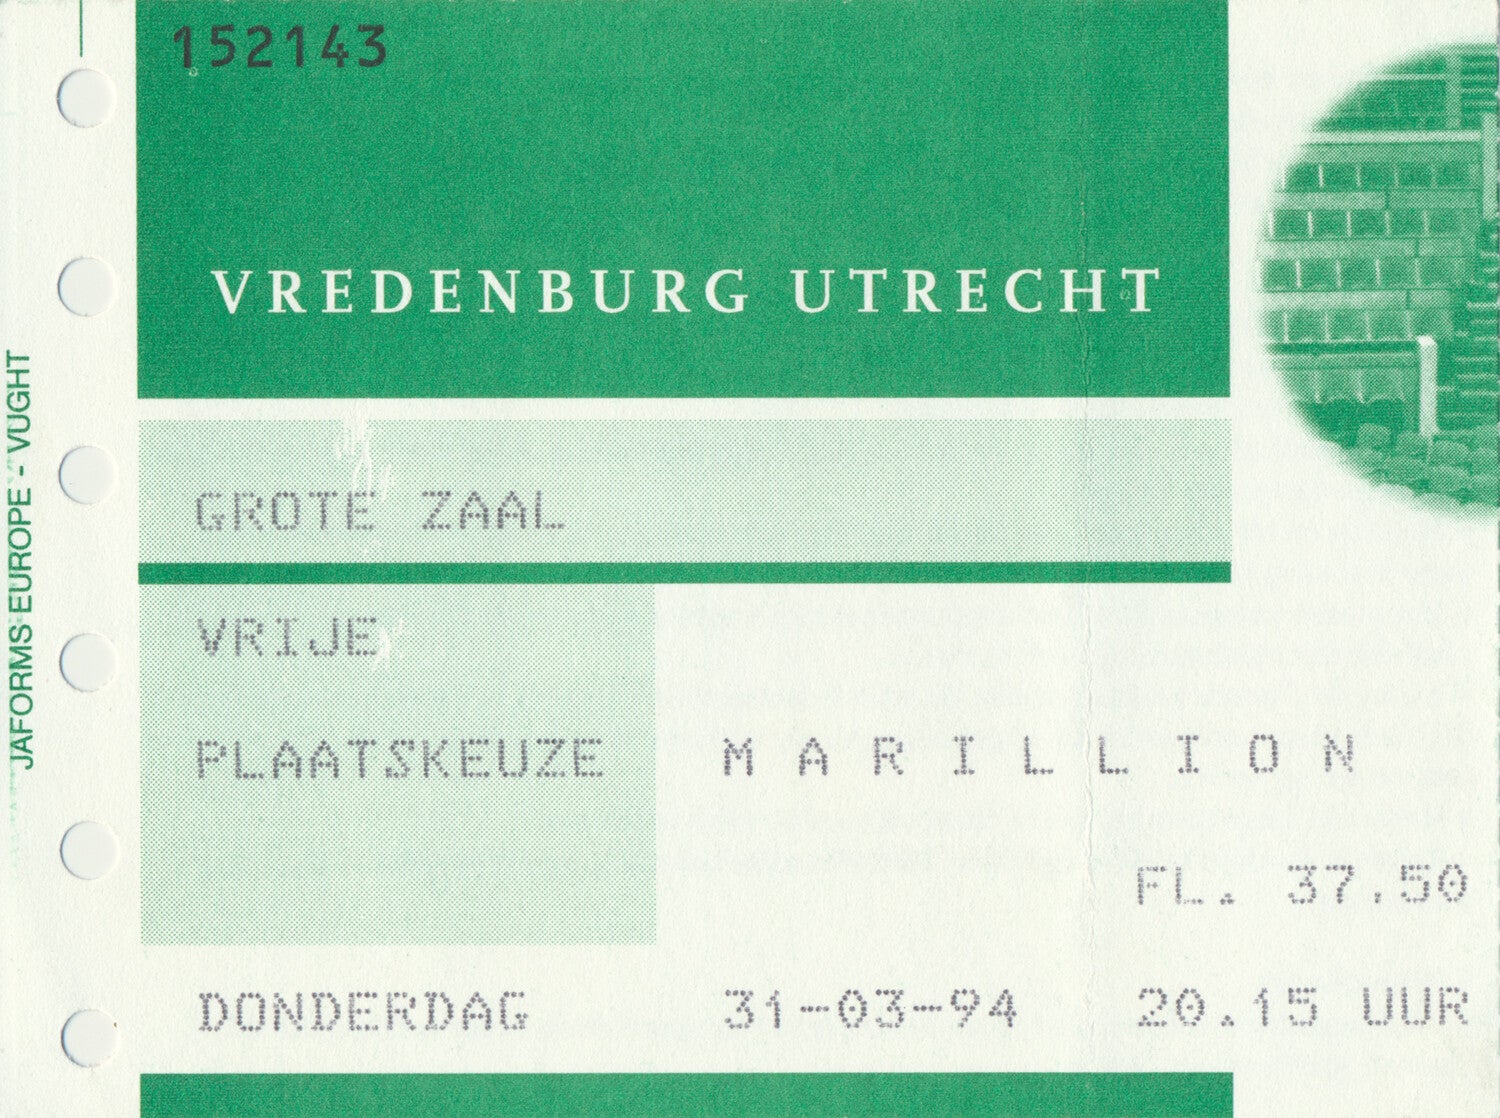 152143
VREDENBURG UTRECHT
GROTE ZAAL
VRIJE
PLAATSKEUZE M A R I L L I O N
FL. 37.50
DONDERDAG 31-03-94 20.15 UUR
JAFORMS EUROPE - VUGHT